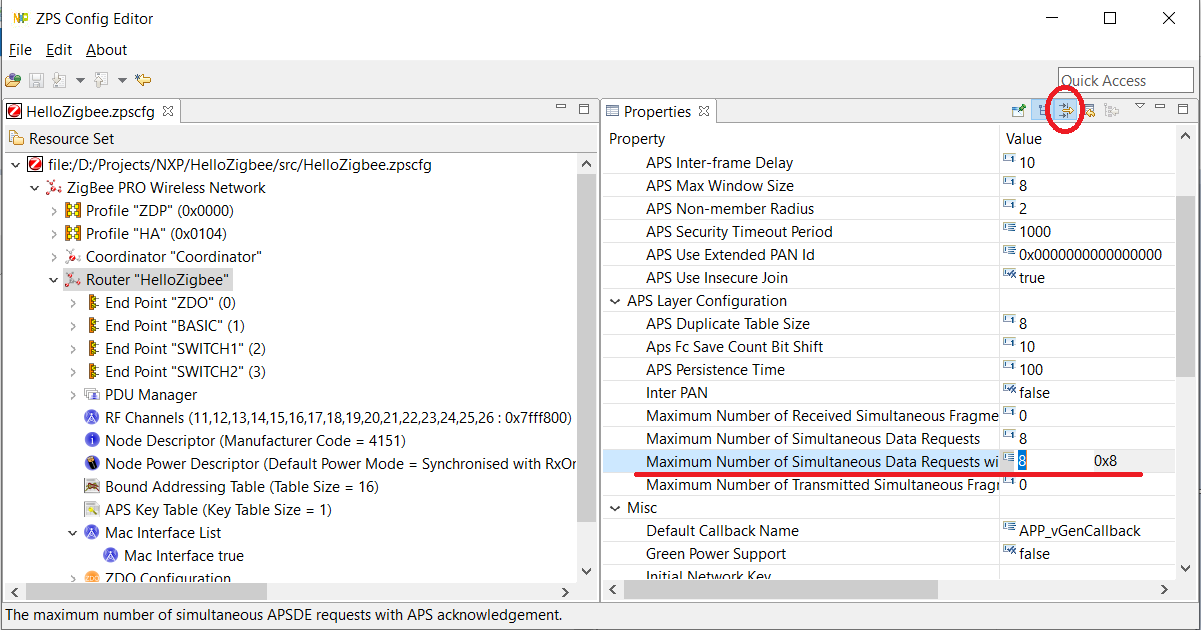 ZPS Config Editor
File Edit About
Quick Access
HelloZigbee.zpscfg
Resource Set
file:/D:/Projects/NXP/HelloZigbee/src/HelloZigbee.zpscfg
ZigBee PRO Wireless Network
Profile "ZDP" (0x0000)
Profile "HA" (0x0104)
Coordinator "Coordinator"
Router "HelloZigbee"
End Point "ZDO" (0)
End Point "BASIC" (1)
End Point "SWITCH1" (2)
End Point "SWITCH2" (3)
PDU Manager
RF Channels (11,12,13,14,15,16,17,18,19,20,21,22,23,24,25,26 : 0x7fff800)
Node Descriptor (Manufacturer Code = 4151)
Node Power Descriptor (Default Power Mode = Synchronised with RxOn
Bound Addressing Table (Table Size = 16)
APS Key Table (Key Table Size = 1)
Mac Interface List
Mac Interface true
ZDO Configuration
Properties
Property Value
APS Inter-frame Delay 10
APS Max Window Size 8
APS Non-member Radius 2
APS Security Timeout Period 1000
APS Use Extended PAN Id 0x0000000000000000
APS Use Insecure Join true
APS Layer Configuration
APS Duplicate Table Size 8
Aps Fc Save Count Bit Shift 10
APS Persistence Time 100
Inter PAN false
Maximum Number of Received Simultaneous Fragme 0
Maximum Number of Simultaneous Data Requests 8
Maximum Number of Simultaneous Data Requests wi 8 0x8
Maximum Number of Transmitted Simultaneous Fragr 0
Misc
Default Callback Name APP_vGenCallback
Green Power Support false
Initial Network Key
The maximum number of simultaneous APSDE requests with APS acknowledgement.